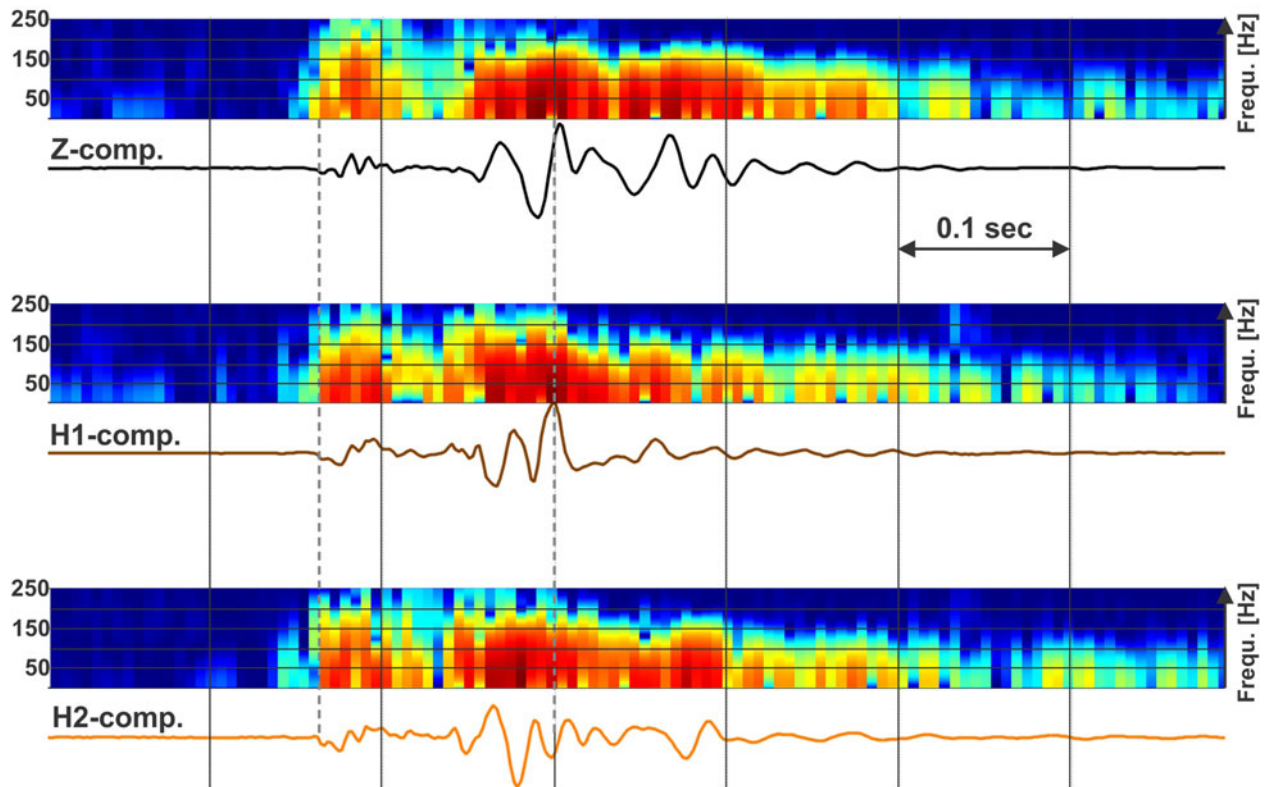 250
150
50
Frequ. [Hz]
Z-comp.
0.1 sec
250
150
50
Frequ. [Hz]
H1-comp.
250
150
50
Frequ. [Hz]
H2-comp.